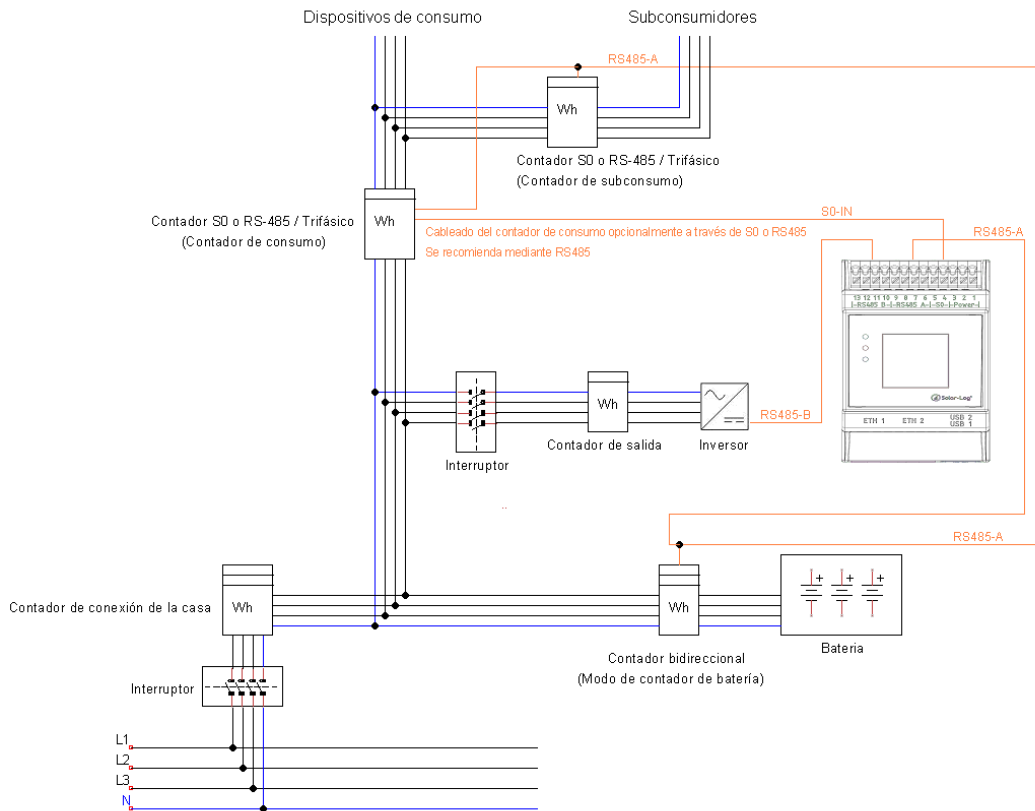 Dispositivos de consumo
Subconsumidores
RS485-A
Wh
Contador S0 o RS-485 / Trifásico
(Contador de subconsumo)
Contador S0 o RS-485 / Trifásico
(Contador de consumo)
Wh
S0-IN
Cableado del contador de consumo opcionalmente a través de S0 o RS485
Se recomienda mediante RS485
RS485-A
13 12 11 10 9 8 7 6 5 4 3 2 1
|-RS485 B-|-RS485 A-|-S0-|-Power-|
Solar-Log®
ETH 1
ETH 2
USB 2
USB 1
Wh
RS485-B
Interruptor
Contador de salida
Inversor
..
RS485-A
Contador de conexión de la casa
Wh
Wh
+ + +
Bateria
Contador bidireccional
(Modo de contador de batería)
Interruptor
L1
L2
L3
N